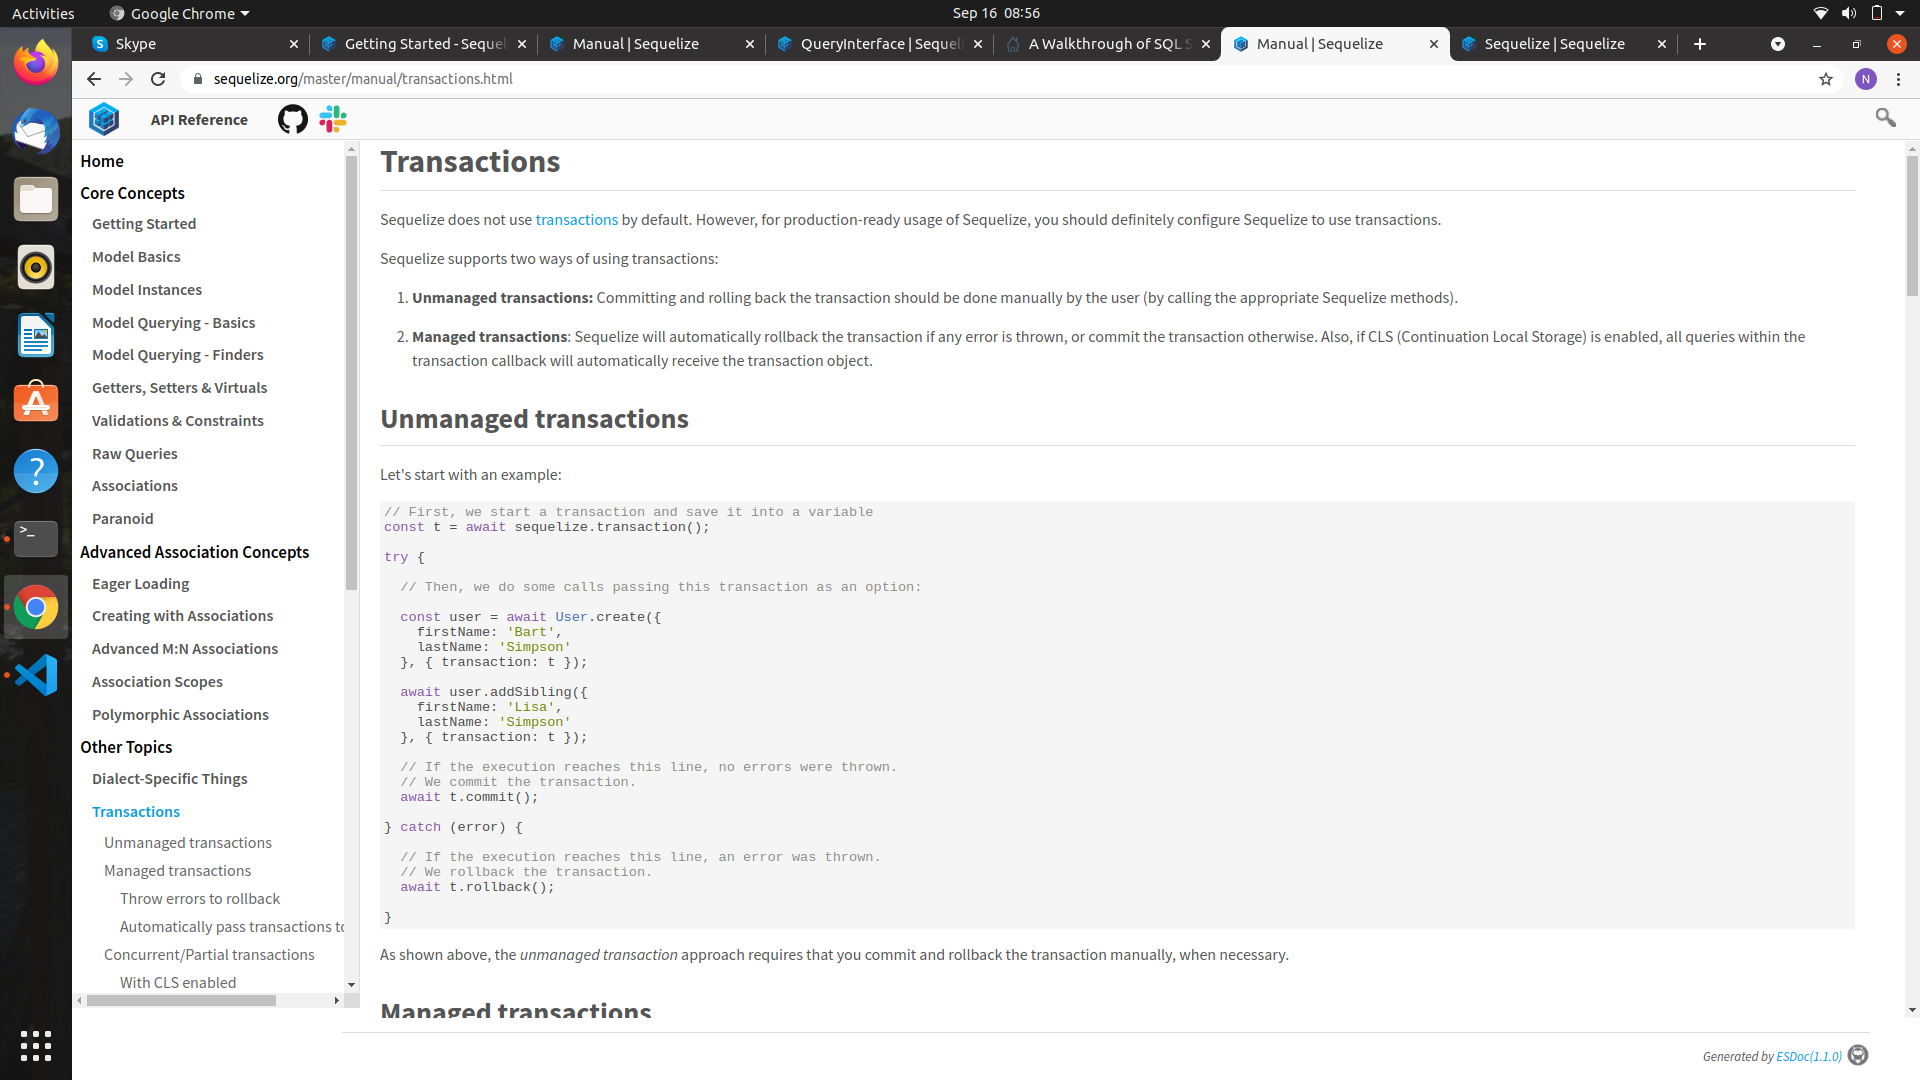 Activities
Google Chrome
Sep 16 08:56
Skype
Getting Started - Sequel
Manual | Sequelize
QueryInterface | Sequel
A Walkthrough of SQL S
Manual | Sequelize
Sequelize | Sequelize
sequelize.org/master/manual/transactions.html
N
API Reference
Home
Core Concepts
Getting Started
Model Basics
Model Instances
Model Querying - Basics
Model Querying - Finders
Getters, Setters & Virtuals
Validations & Constraints
Raw Queries
Associations
Paranoid
Advanced Association Concepts
Eager Loading
Creating with Associations
Advanced M:N Associations
Association Scopes
Polymorphic Associations
Other Topics
Dialect-Specific Things
Transactions
Unmanaged transactions
Managed transactions
Throw errors to rollback
Automatically pass transactions to
Concurrent/Partial transactions
With CLS enabled
Transactions
Sequelize does not use transactions by default. However, for production-ready usage of Sequelize, you should definitely configure Sequelize to use transactions.
Sequelize supports two ways of using transactions:
1. Unmanaged transactions: Committing and rolling back the transaction should be done manually by the user (by calling the appropriate Sequelize methods).
2. Managed transactions: Sequelize will automatically rollback the transaction if any error is thrown, or commit the transaction otherwise. Also, if CLS (Continuation Local Storage) is enabled, all queries within the
transaction callback will automatically receive the transaction object.
Unmanaged transactions
Let's start with an example:
// First, we start a transaction and save it into a variable
const t = await sequelize.transaction();
try {
// Then, we do some calls passing this transaction as an option:
const user = await User.create({
firstName: 'Bart',
lastName: 'Simpson'
}, { transaction: t });
await user.addSibling({
firstName: 'Lisa',
lastName: 'Simpson'
}, { transaction: t });
// If the execution reaches this line, no errors were thrown.
// We commit the transaction.
await t.commit();
} catch (error) {
// If the execution reaches this line, an error was thrown.
// We rollback the transaction.
await t.rollback();
}
As shown above, the unmanaged transaction approach requires that you commit and rollback the transaction manually, when necessary.
Managed transactions
Generated by ESDoc(1.1.0)